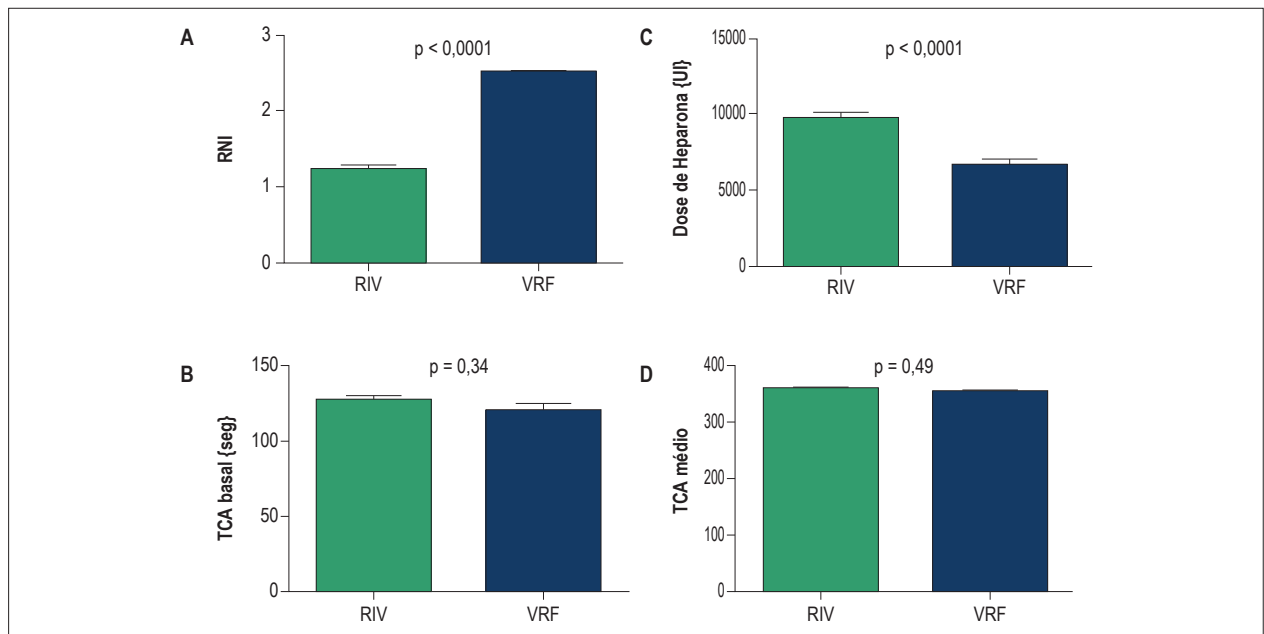 A
RNI
3
2
1
0
p < 0,0001
RIV
VRF
C
Dose de Heparona {UI}
15000
10000
5000
0
p < 0,0001
RIV
VRF
B
TCA basal {seg}
150
100
50
0
p = 0,34
RIV
VRF
D
TCA médio
400
300
200
100
0
p = 0,49
RIV
VRF